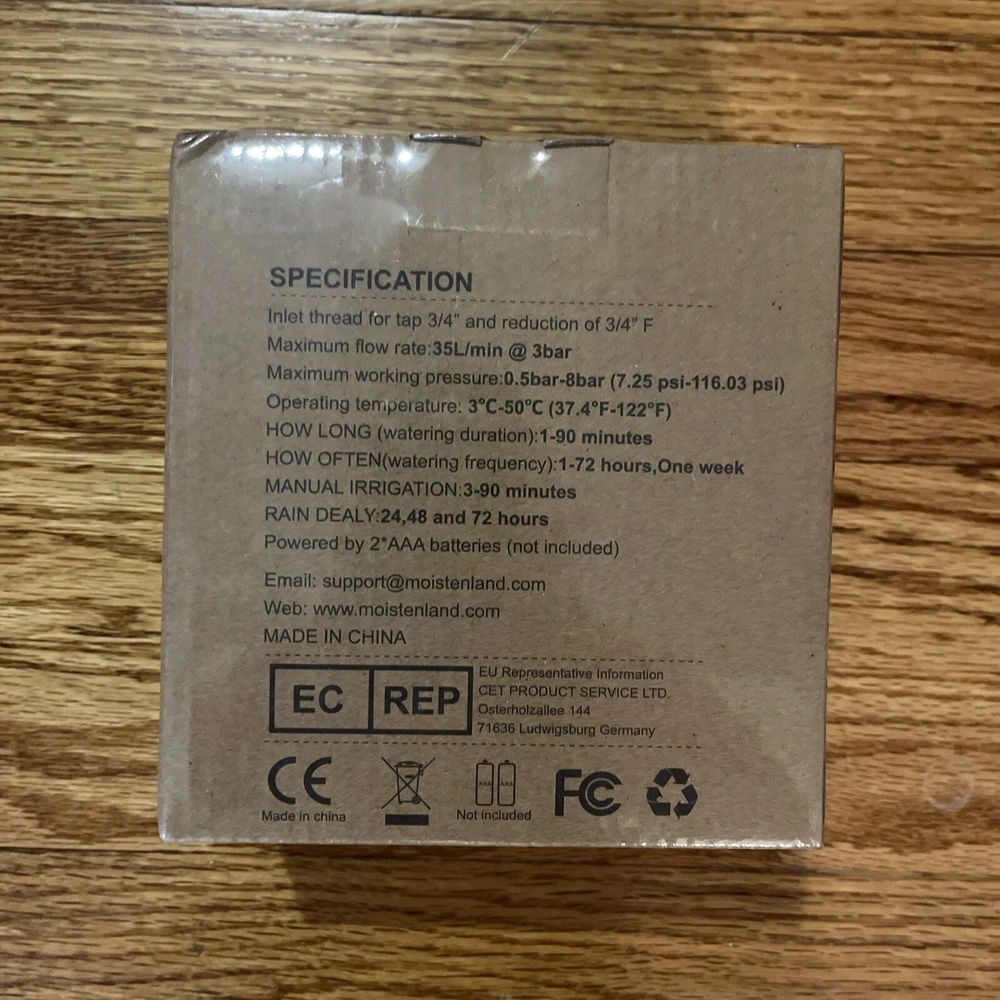 SPECIFICATION
Inlet thread for tap 3/4" and reduction of 3/4" F
Maximum flow rate:35L/min @ 3bar
Maximum working pressure:0.5bar-8bar (7.25 psi-116.03 psi)
Operating temperature: 3°C-50°C (37.4°F-122°F)
HOW LONG (watering duration):1-90 minutes
HOW OFTEN(watering frequency):1-72 hours,One week
MANUAL IRRIGATION:3-90 minutes
RAIN DEALY:24,48 and 72 hours
Powered by 2*AAA batteries (not included)
Email: support@moistenland.com
Web: www.moistenland.com
MADE IN CHINA
EC REP
EU Representative Information
CET PRODUCT SERVICE LTD.
Osterholzallee 144
71636 Ludwigsburg Germany
CE
FC
Made in china
Not included